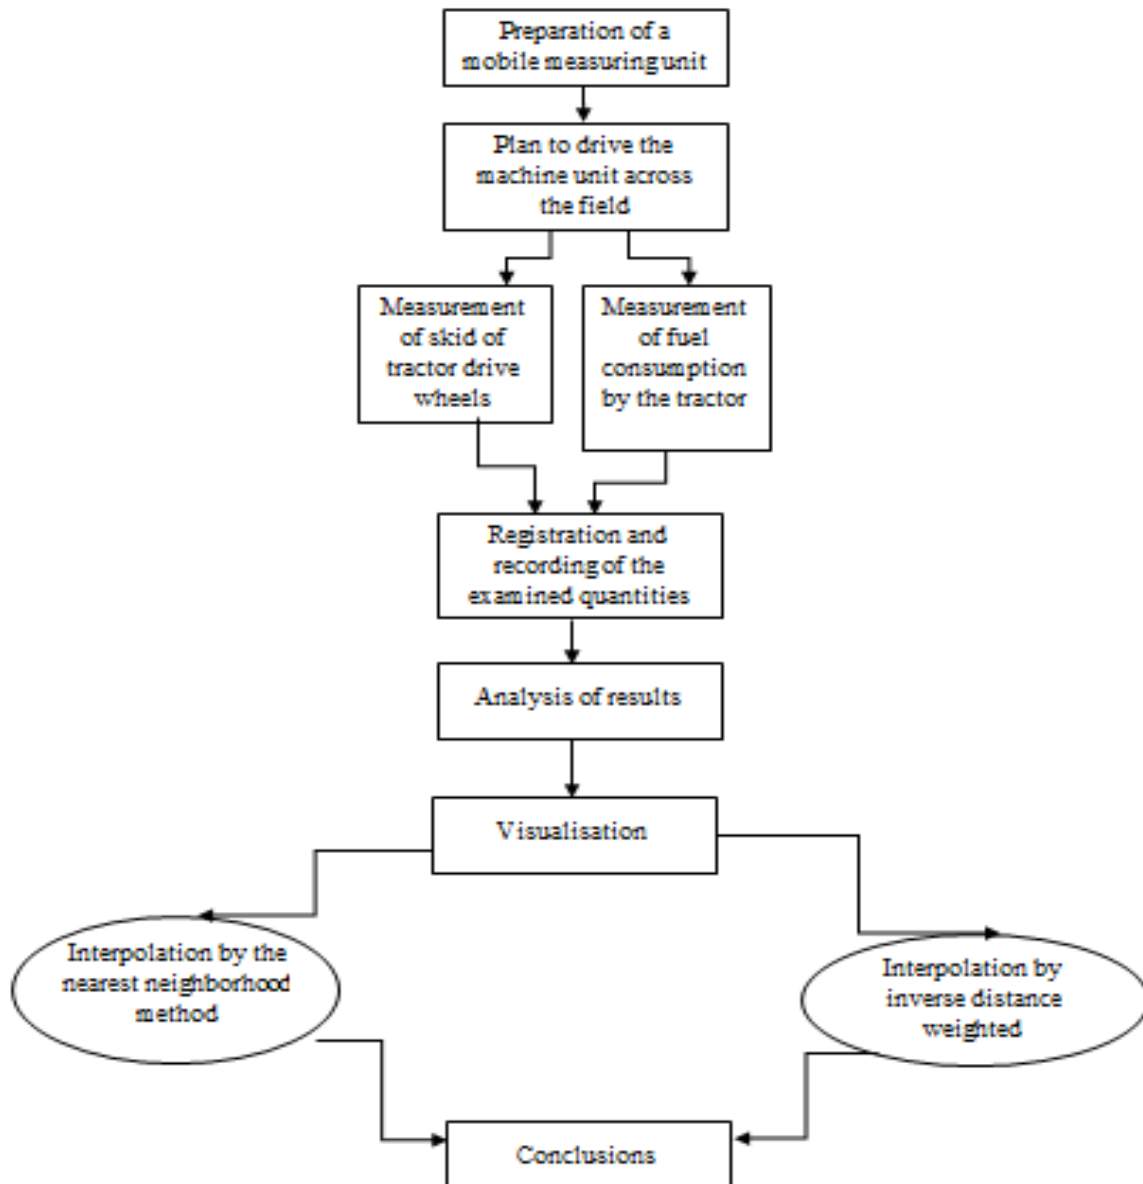 Preparation of a
mobile measuring unit
Plan to drive the
machine unit across
the field
Measurement
of skid of
tractor drive
wheels
Measurement
of fuel
consumption
by the tractor
Registration and
recording of the
examined quantities
Analysis of results
Visualisation
Interpolation by the
nearest neighborhood
method
Interpolation by
inverse distance
weighted
Conclusions